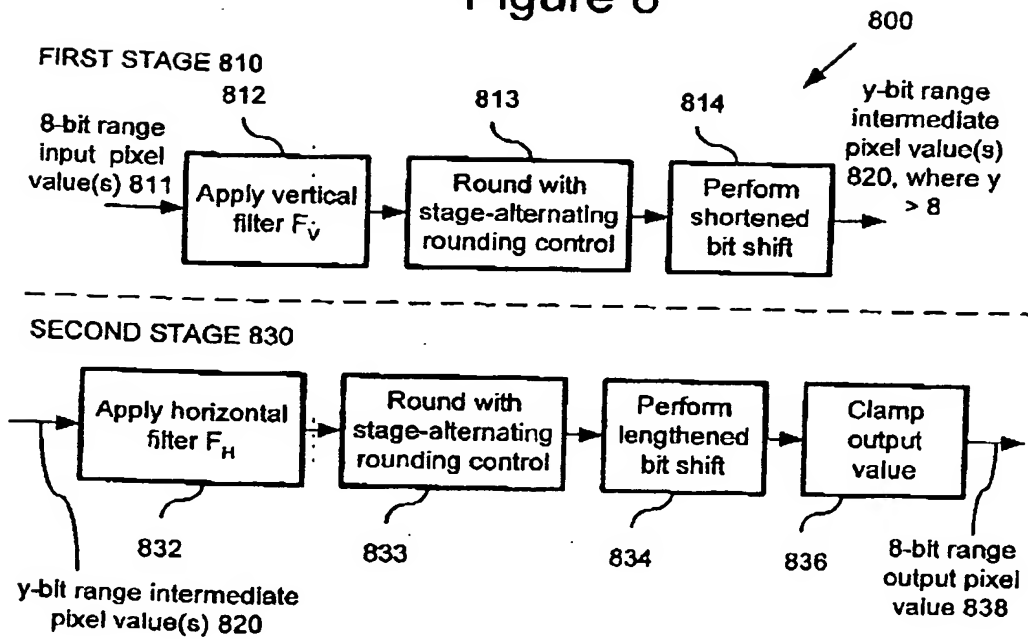 Figure 8
800
FIRST STAGE 810
812
813
814
8-bit range
input pixel
value(s) 811
Apply vertical
filter FV
Round with
stage-alternating
rounding control
Perform
shortened
bit shift
y-bit range
intermediate
pixel value(s)
820, where y
> 8
SECOND STAGE 830
Apply horizontal
filter FH
Round with
stage-alternating
rounding control
Perform
lengthened
bit shift
Clamp
output
value
832
833
834
836
y-bit range intermediate
pixel value(s) 820
8-bit range
output pixel
value 838